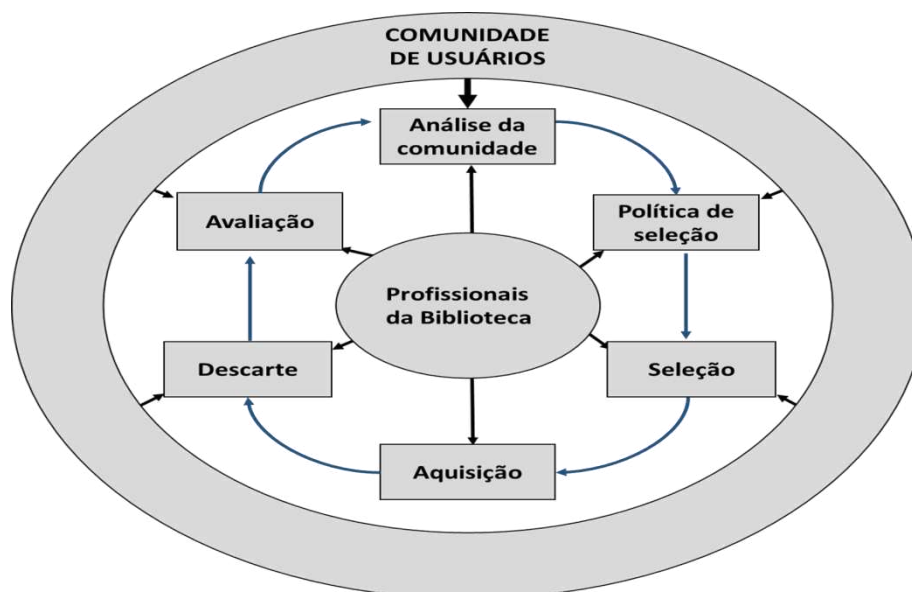 COMUNIDADE
DE USUÁRIOS
Análise da
comunidade
Política de
seleção
Seleção
Aquisição
Descarte
Avaliação
Profissionais
da Biblioteca